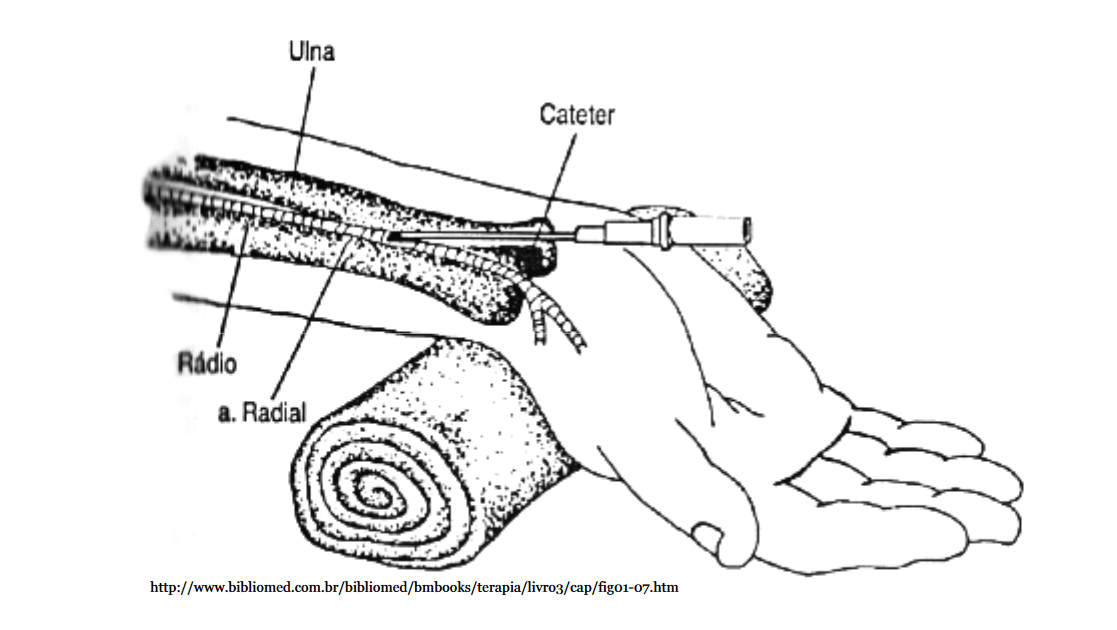 Ulna
Cateter
Rádio
a. Radial
http://www.bibliomed.com.br/bibliomed/bmbooks/terapia/livro3/cap/fig01-07.htm